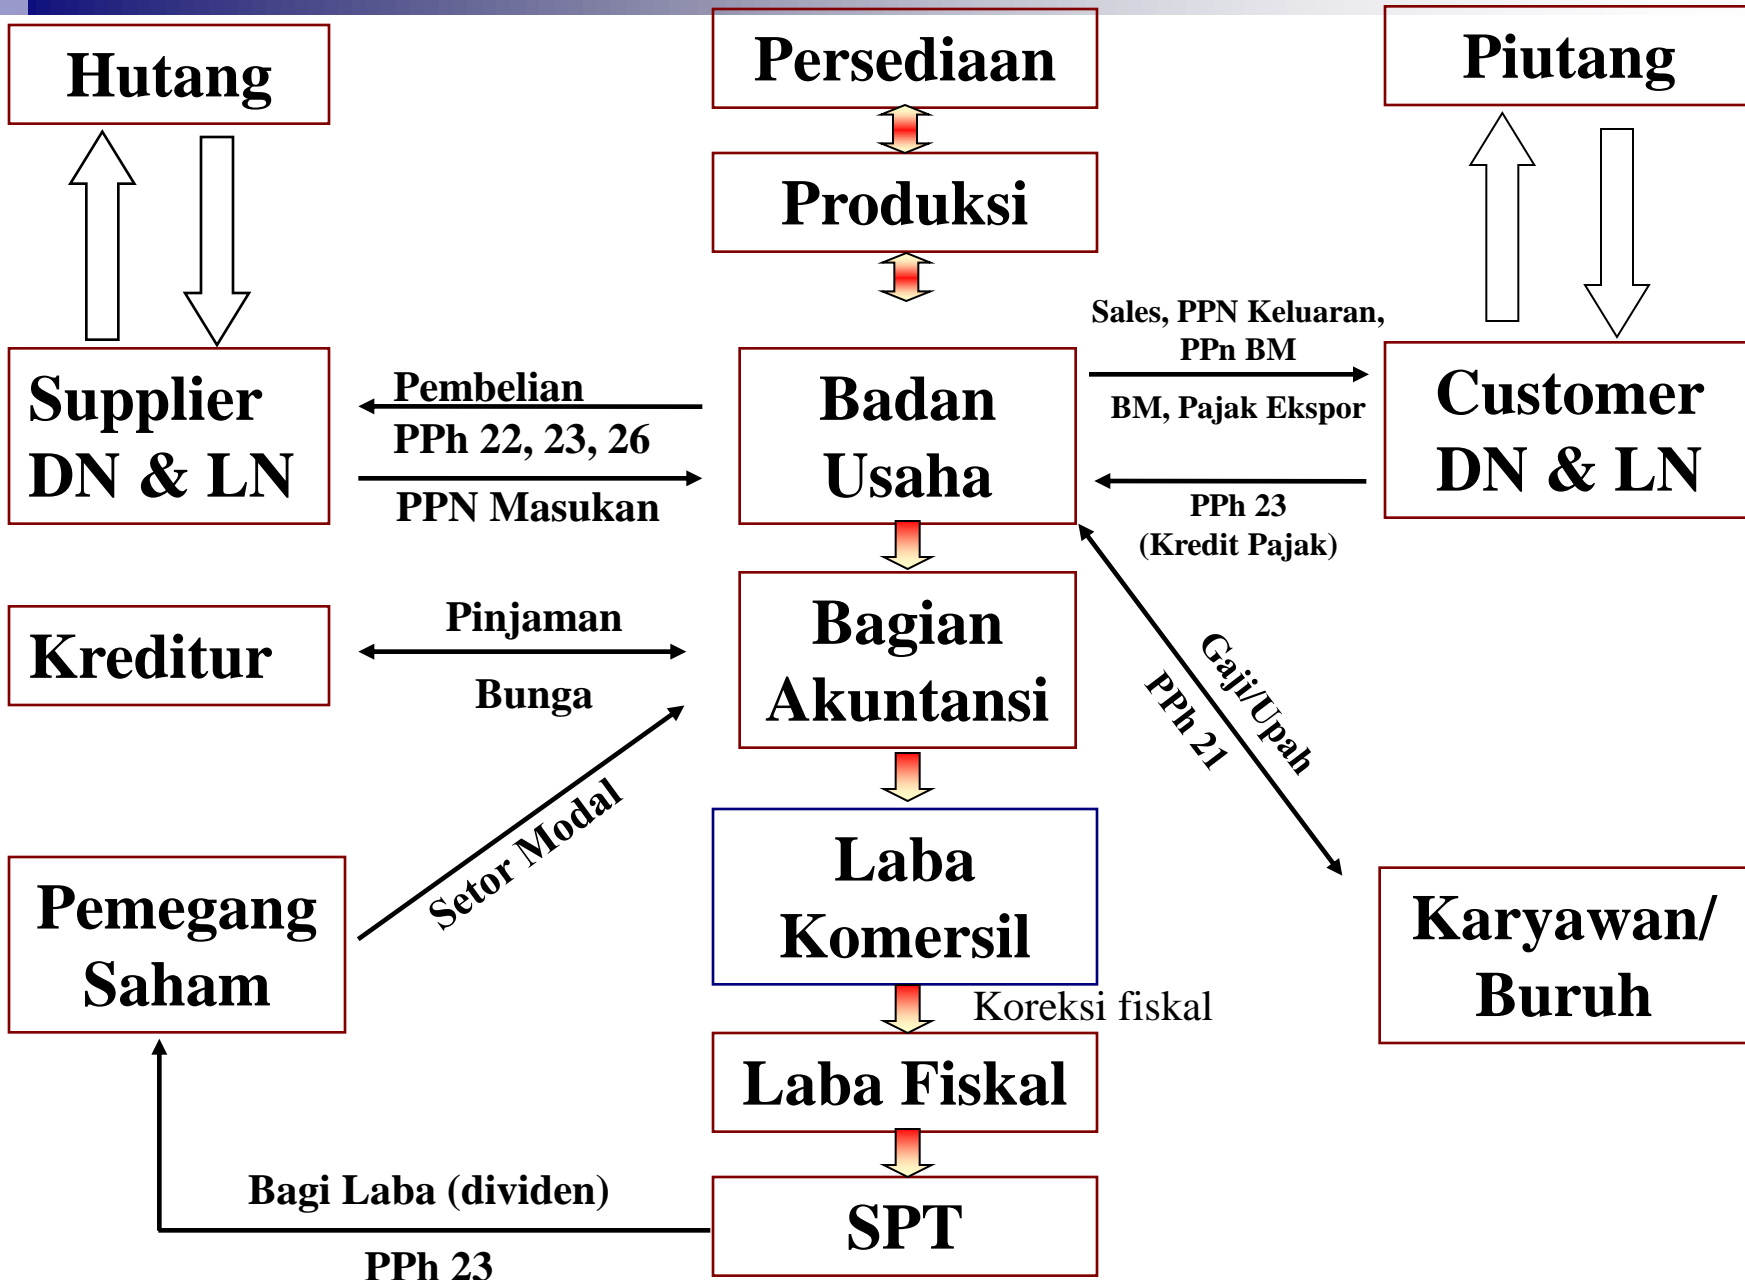 Hutang
Persediaan
Piutang
Produksi
Sales, PPN Keluaran,
PPn BM
BM, Pajak Ekspor
Supplier
DN & LN
Pembelian
PPh 22, 23, 26
PPN Masukan
Badan
Usaha
Customer
DN & LN
PPh 23
(Kredit Pajak)
Kreditur
Pinjaman
Bunga
Bagian
Akuntansi
Gaji/Upah
PPh 21
Setor Modal
Laba
Komersil
Pemegang
Saham
Karyawan/
Buruh
Koreksi fiskal
Laba Fiskal
Bagi Laba (dividen)
PPh 23
SPT